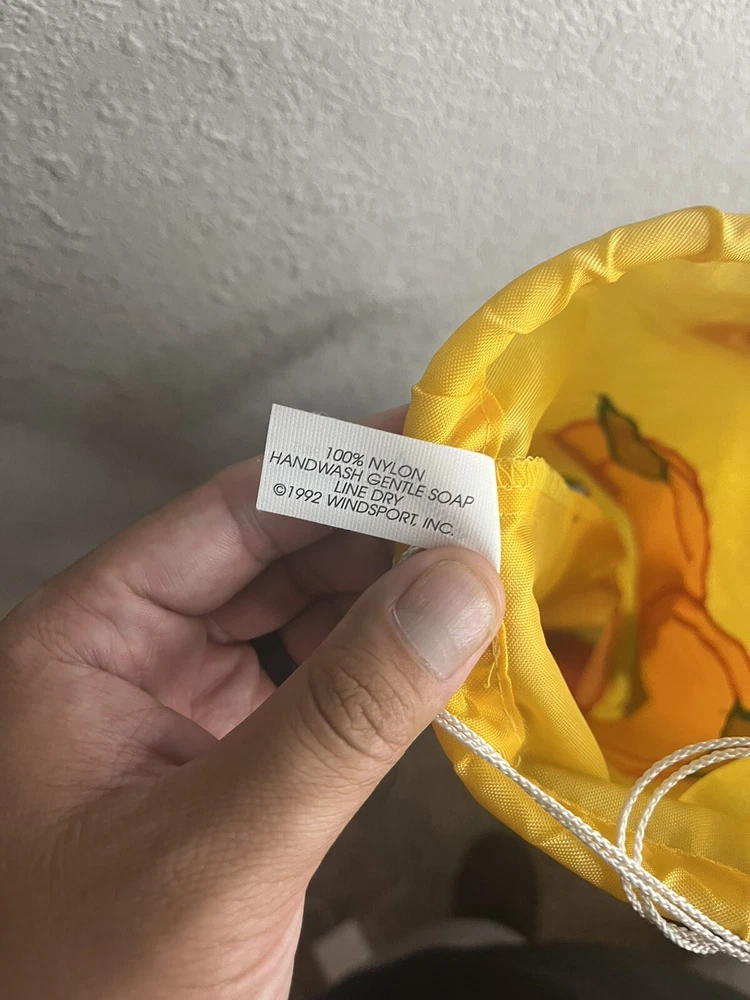 100% NYLON
HANDWASH GENTLE SOAP
LINE DRY
©1992 WINDSPORT, INC.